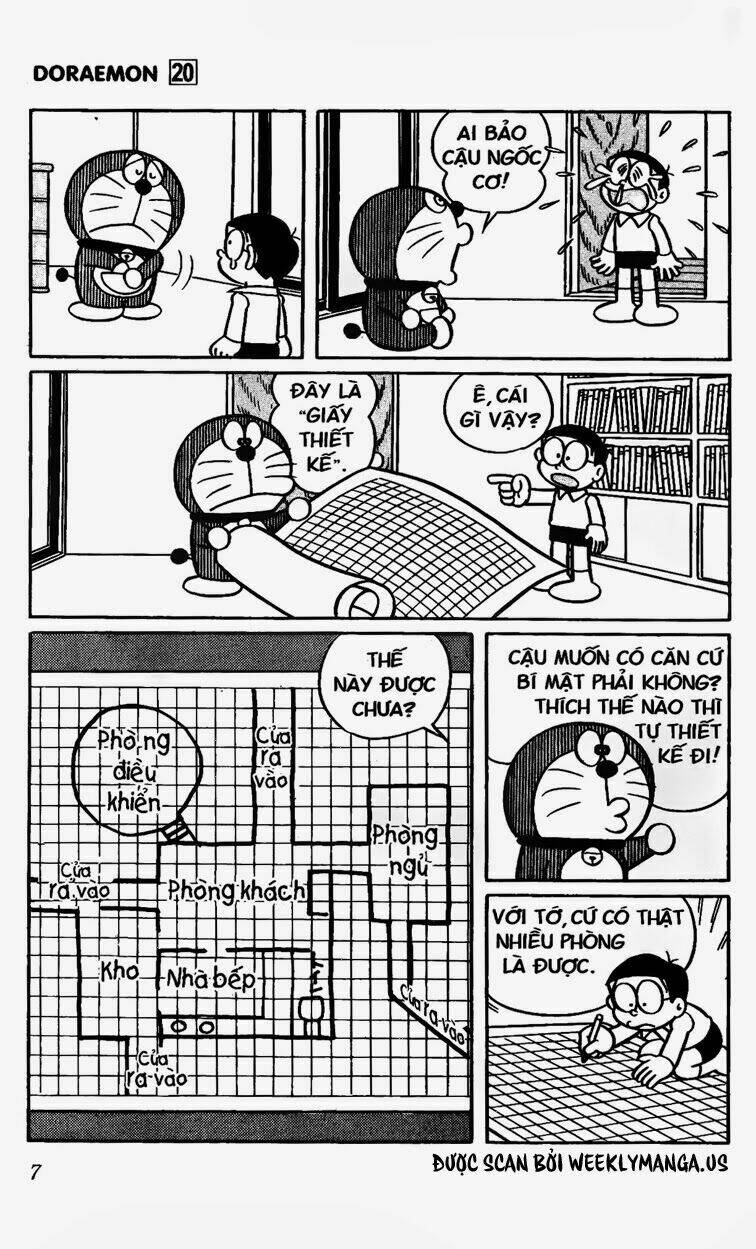 DORAEMON 20
AI BẢO
CẬU NGỐC
CƠ!
Ê, CÁI
GÌ VẬY?
ĐÂY LÀ
"GIẤY
THIẾT
KẾ".
CẬU MUỐN CÓ CĂN CỨ
BÍ MẬT PHẢI KHÔNG?
THÍCH THẾ NÀO THÌ
TỰ THIẾT
KẾ ĐI!
VỚI TỚ, CỨ CÓ THẬT
NHIỀU PHÒNG
LÀ ĐƯỢC.
THẾ
NÀY ĐƯỢC
CHƯA?
Phòng
điều
khiển
Cửa
ra
vào
Phòng
ngủ
Cửa
ra vào
Phòng khách
Kho
Nhà bếp
Cửa ra vào
Cửa
ra vào
7
ĐƯỢC SCAN BỞI WEEKLYMANGA.US